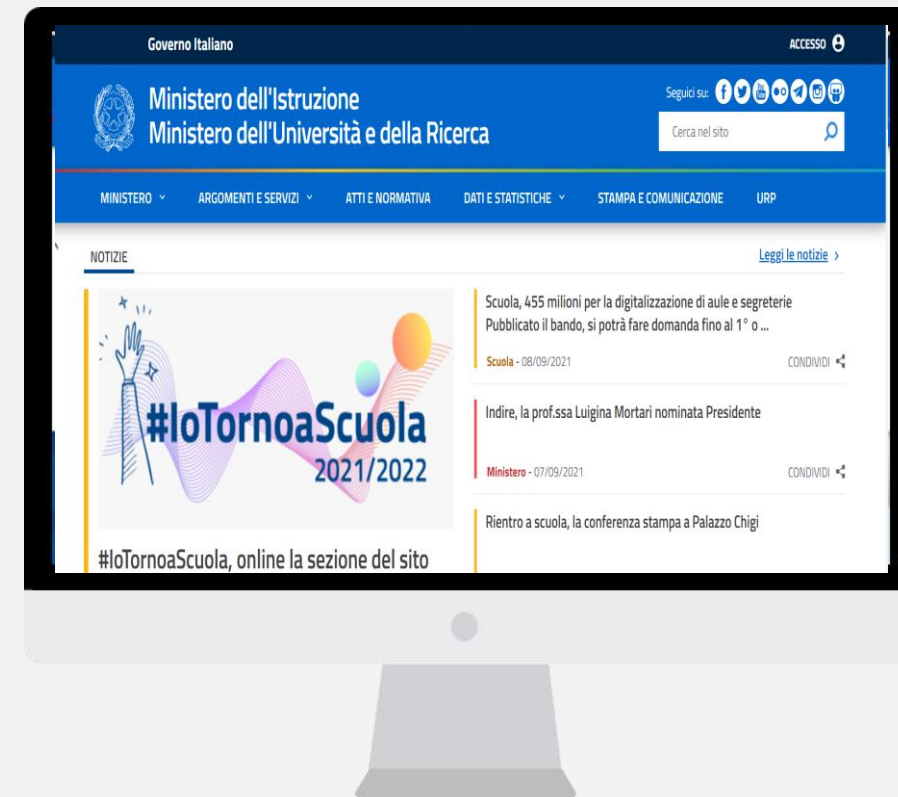 Governo Italiano
ACCESSO
Ministero dell'Istruzione
Ministero dell'Università e della Ricerca
Seguici su:
Cerca nel sito
MINISTERO
ARGOMENTI E SERVIZI
ATTI E NORMATIVA
DATI E STATISTICHE
STAMPA E COMUNICAZIONE
URP
NOTIZIE
Leggi le notizie
#IoTornoaScuola
2021/2022
#IoTornoaScuola, online la sezione del sito
Scuola, 455 milioni per la digitalizzazione di aule e segreterie
Pubblicato il bando, si potrà fare domanda fino al 1° o ...
Scuola - 08/09/2021
CONDIVIDI
Indire, la prof.ssa Luigina Mortari nominata Presidente
Ministero - 07/09/2021
CONDIVIDI
Rientro a scuola, la conferenza stampa a Palazzo Chigi